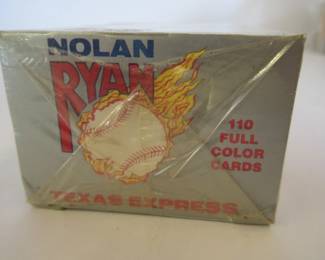 NOLAN
RYAN
110
FULL
COLOR
CARDS
TEXAS EXPRESS